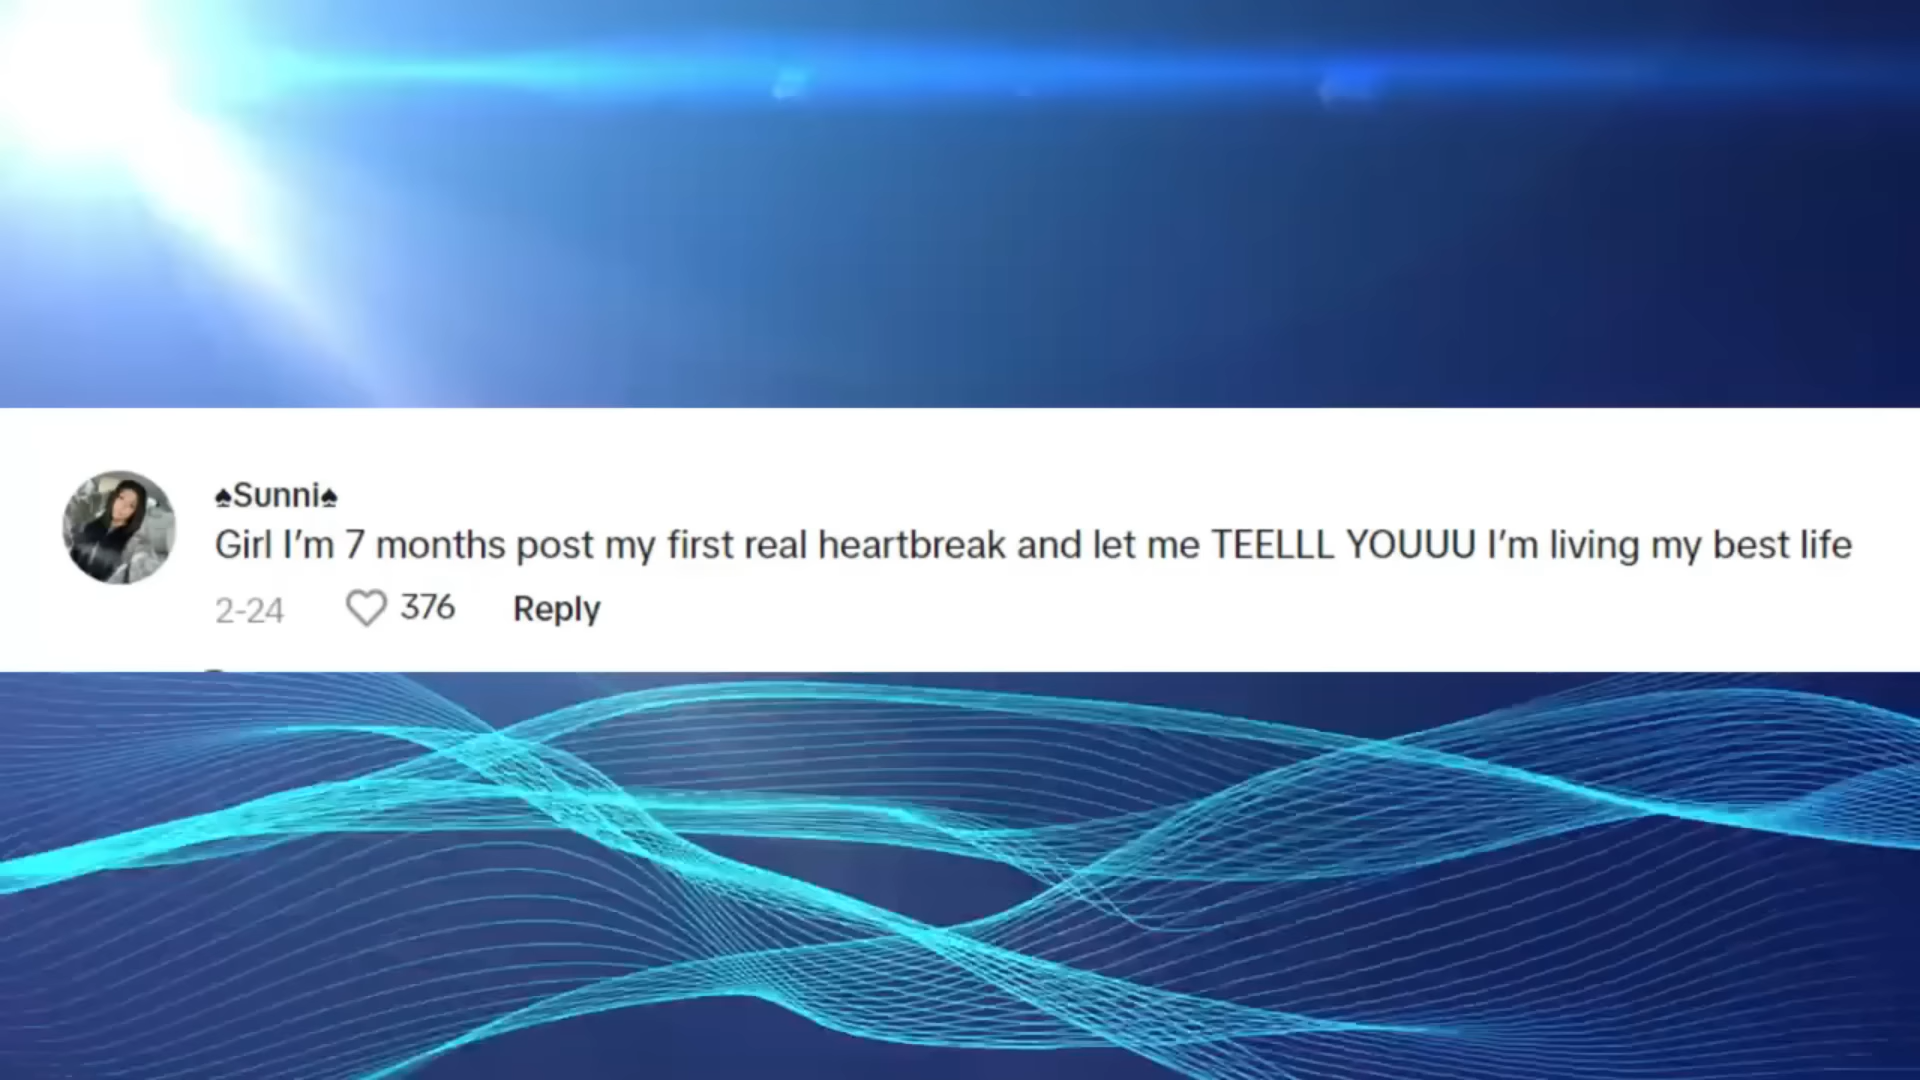 ♠Sunni♠
Girl I'm 7 months post my first real heartbreak and let me TEELLL YOUUU I'm living my best life
2-24 376 Reply